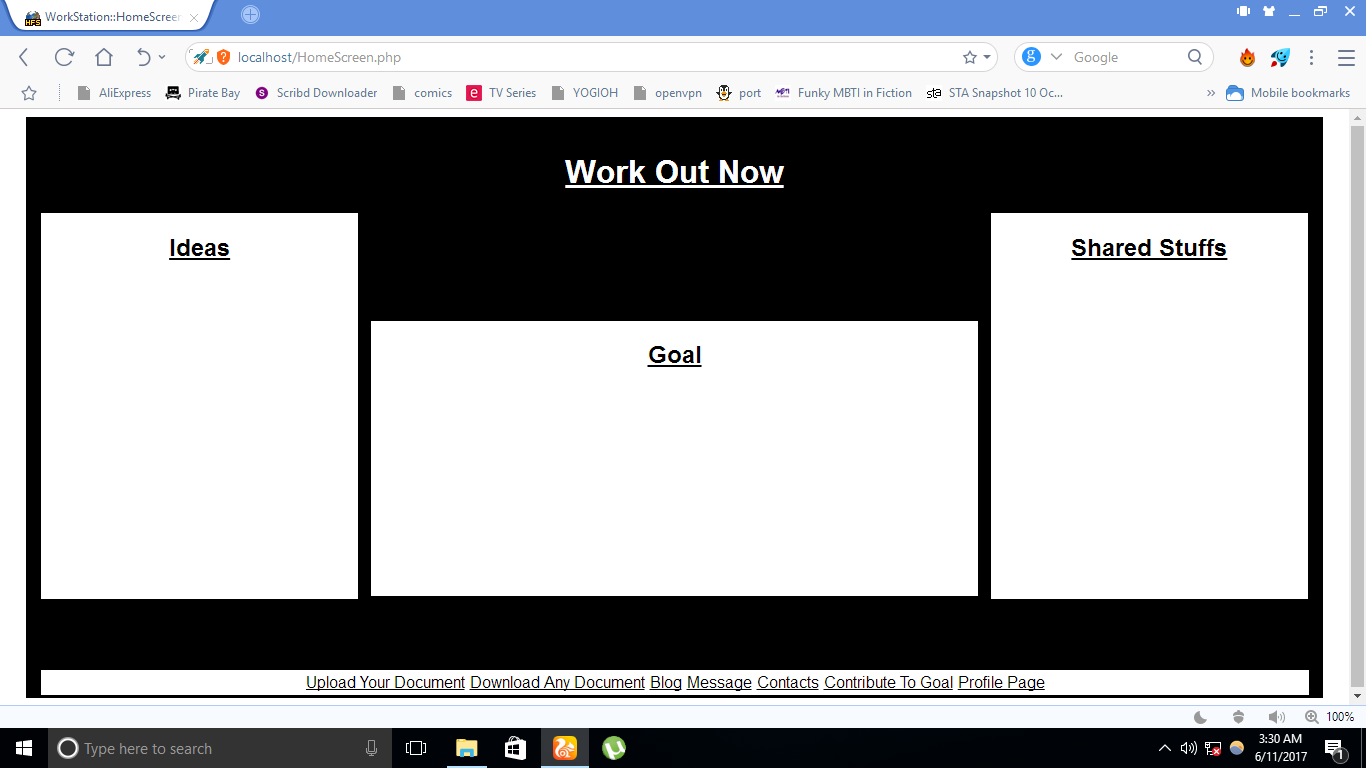 WorkStation::HomeScreen
localhost/HomeScreen.php
g
Google
AliExpress
Pirate Bay
S
Scribd Downloader
comics
e
TV Series
YOGIOH
openvpn
port
Funky MBTI in Fiction
sta
STA Snapshot 10 Oc...
»
Mobile bookmarks
HFS
Work Out Now
Ideas
Shared Stuffs
Goal
Upload Your Document Download Any Document Blog Message Contacts Contribute To Goal Profile Page
100%
Type here to search
3:30 AM
6/11/2017
1